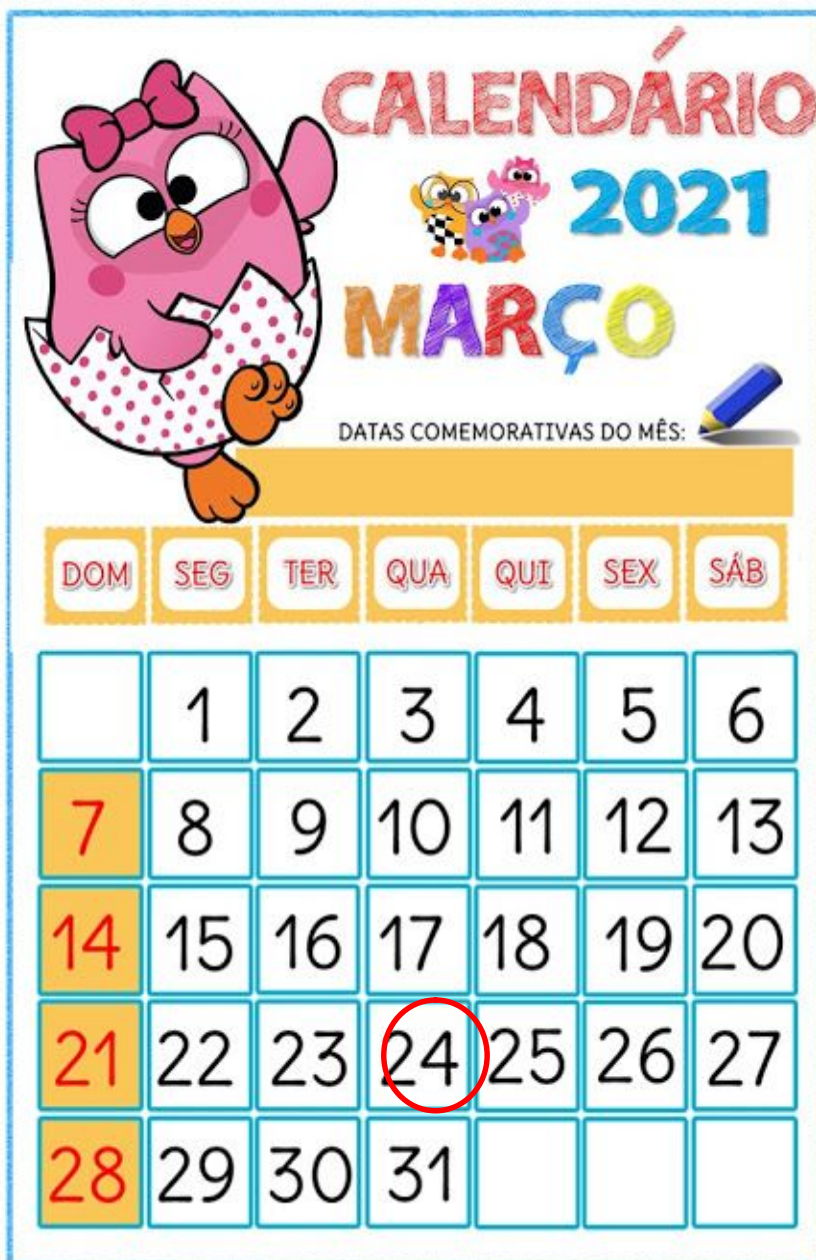 CALENDÁRIO
2021
MARÇO
DATAS COMEMORATIVAS DO MÊS:
DOM SEG TER QUA QUI SEX SÁB
1 2 3 4 5 6
7 8 9 10 11 12 13
14 15 16 17 18 19 20
21 22 23 24 25 26 27
28 29 30 31